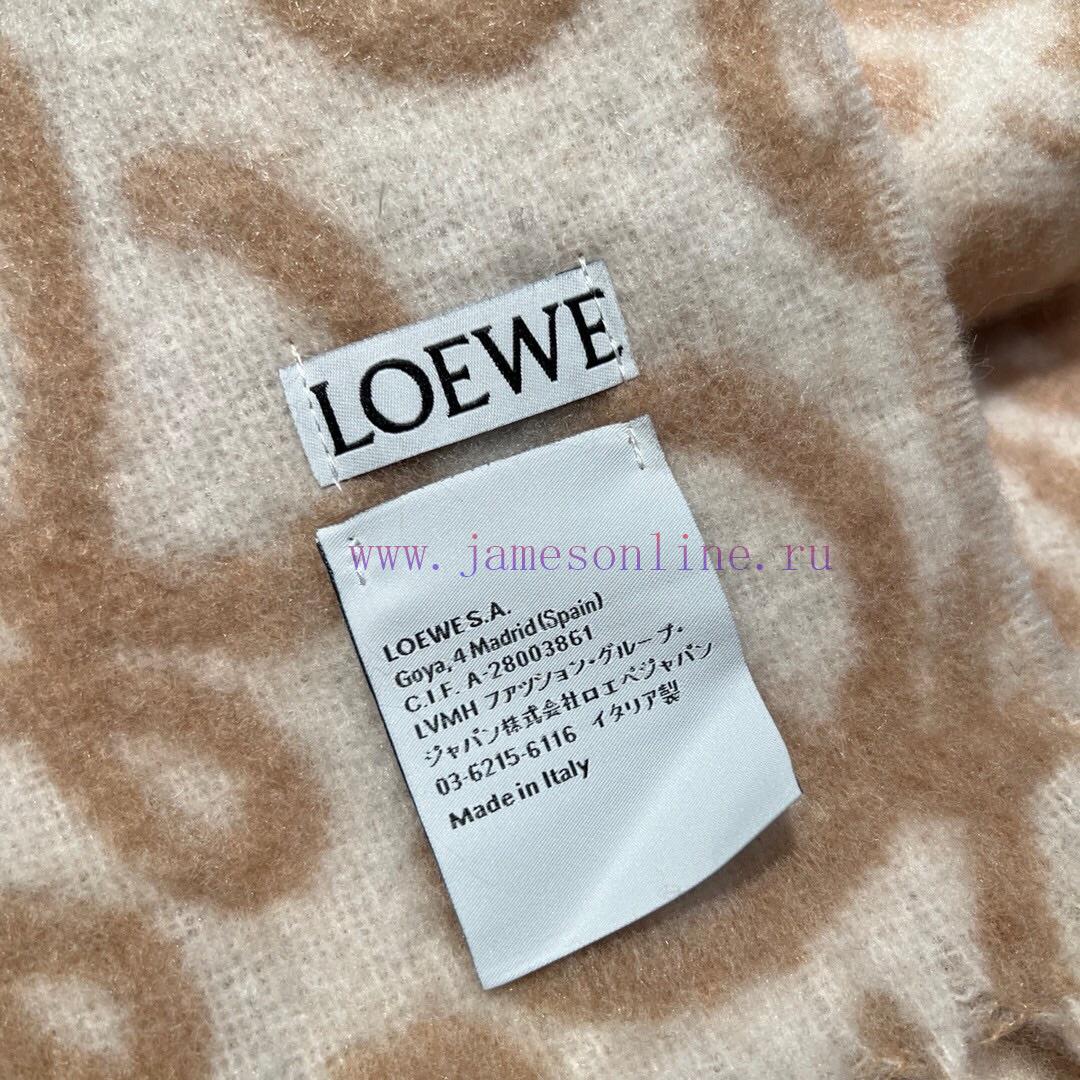 LOEWE
www.jamesonline.ru
LOEWE S.A.
Goya, 4 Madrid (Spain)
C.I.F. A-28003861
LVMH ファッション・グループ・
ジャパン株式会社ロエベジャパン
03-6215-6116 イタリア製
Made in Italy